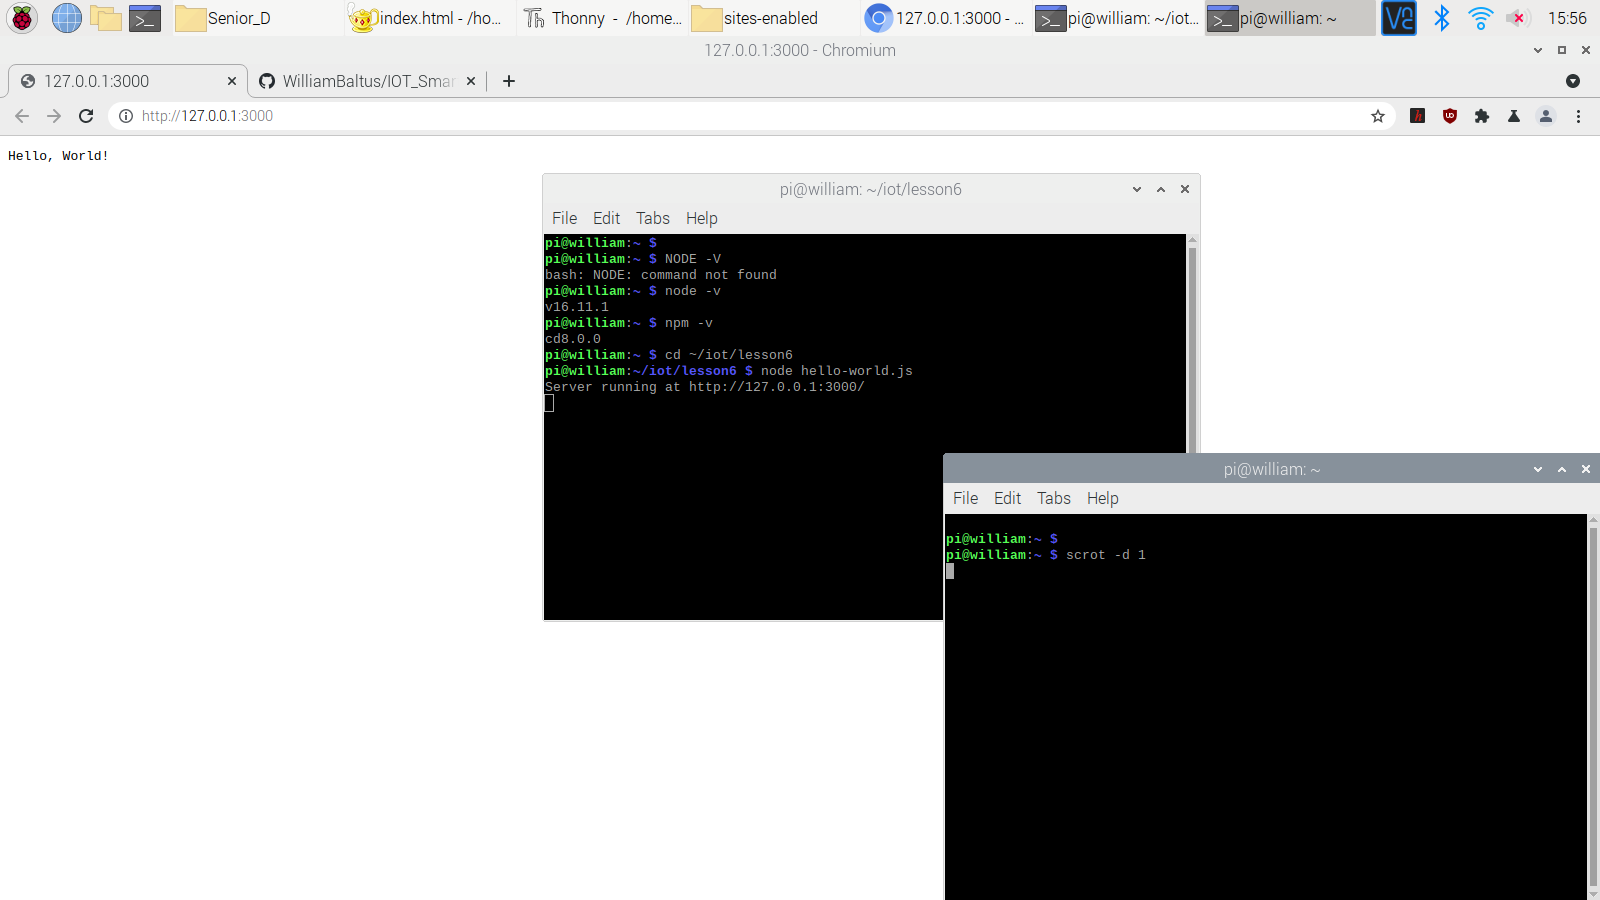 Senior_D
index.html - /ho...
Thonny  -  /home...
sites-enabled
127.0.0.1:3000 - ...
pi@william: ~/iot...
pi@william: ~
15:56
127.0.0.1:3000 - Chromium
127.0.0.1:3000
WilliamBaltus/IOT_Smar
http://127.0.0.1:3000
Hello, World!
pi@william: ~/iot/lesson6
File Edit Tabs Help
pi@william:~ $
pi@william:~ $ NODE -V
bash: NODE: command not found
pi@william:~ $ node -v
v16.11.1
pi@william:~ $ npm -v
cd8.0.0
pi@william:~ $ cd ~/iot/lesson6
pi@william:~/iot/lesson6 $ node hello-world.js
Server running at http://127.0.0.1:3000/
pi@william: ~
File Edit Tabs Help
pi@william:~ $
pi@william:~ $ scrot -d 1